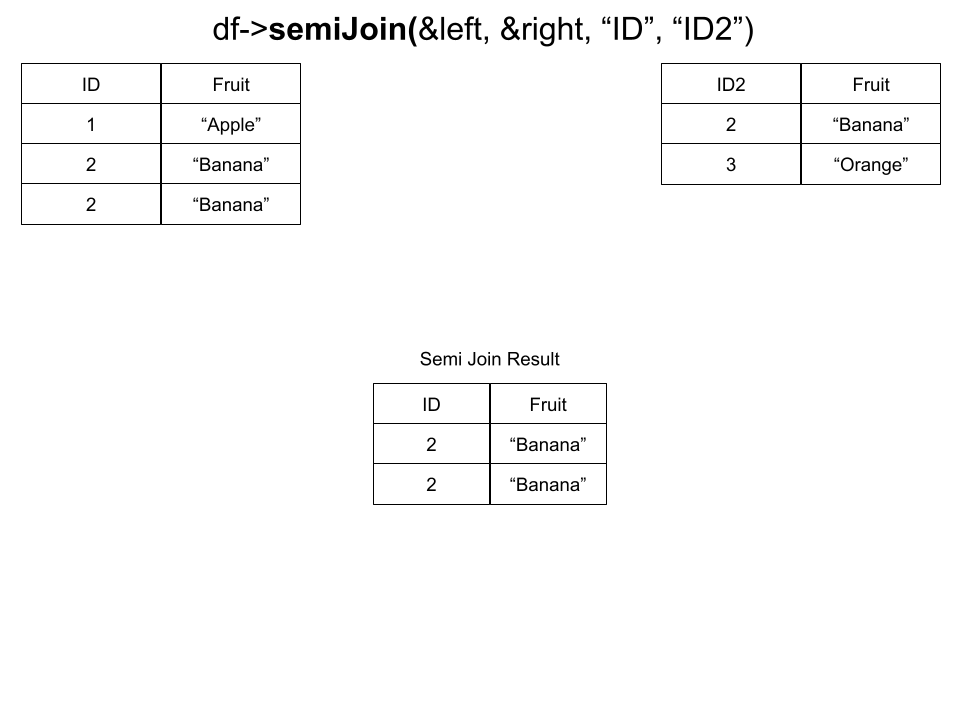 df->semiJoin(&left, &right, “ID”, “ID2”)
ID Fruit
1 “Apple”
2 “Banana”
2 “Banana”
ID2 Fruit
2 “Banana”
3 “Orange”
Semi Join Result
ID Fruit
2 “Banana”
2 “Banana”